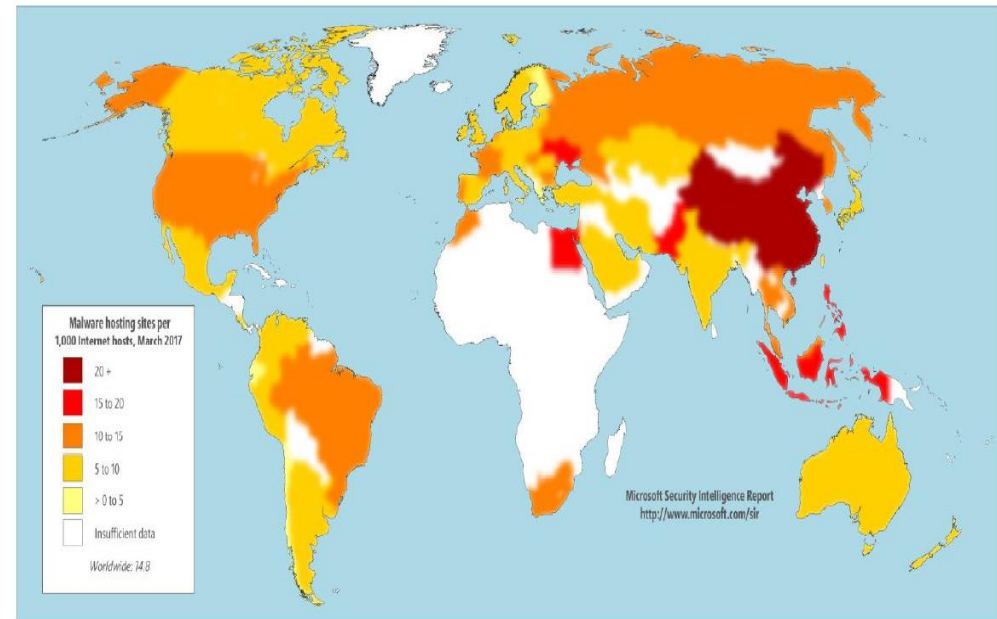 Malware hosting sites per
1,000 Internet hosts, March 2017
20 +
15 to 20
10 to 15
5 to 10
> 0 to 5
Insufficient data
Worldwide: 14.8
Microsoft Security Intelligence Report
http://www.microsoft.com/sir